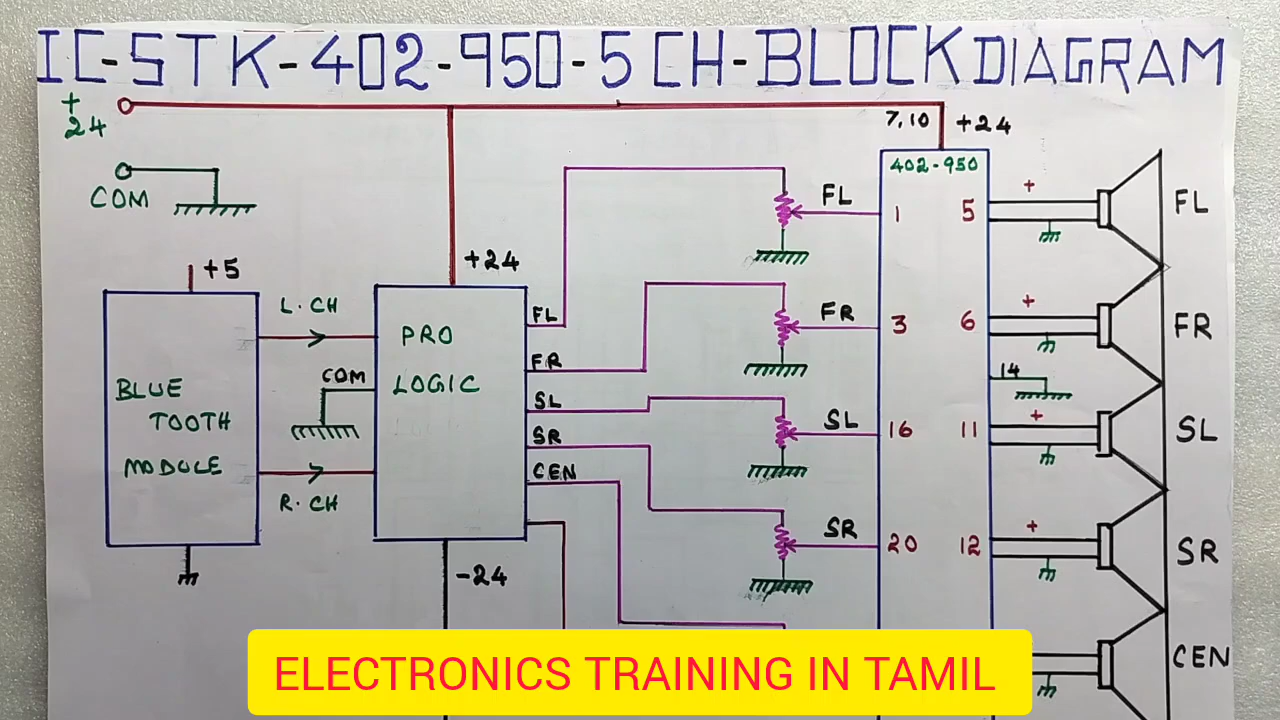 IC-STK-402-950-5 CH-BLOCK DIAGRAM
+
24
7,10
+24
402-950
COM
+5
+24
L. CH
BLUE
TOOTH
MODULE
R. CH
COM
PRO
LOGIC
-24
FL
FR
SL
SR
CEN
FL
FR
SL
SR
1
3
16
20
5
6
14
11
12
+
+
+
+
FL
FR
SL
SR
CEN
ELECTRONICS TRAINING IN TAMIL